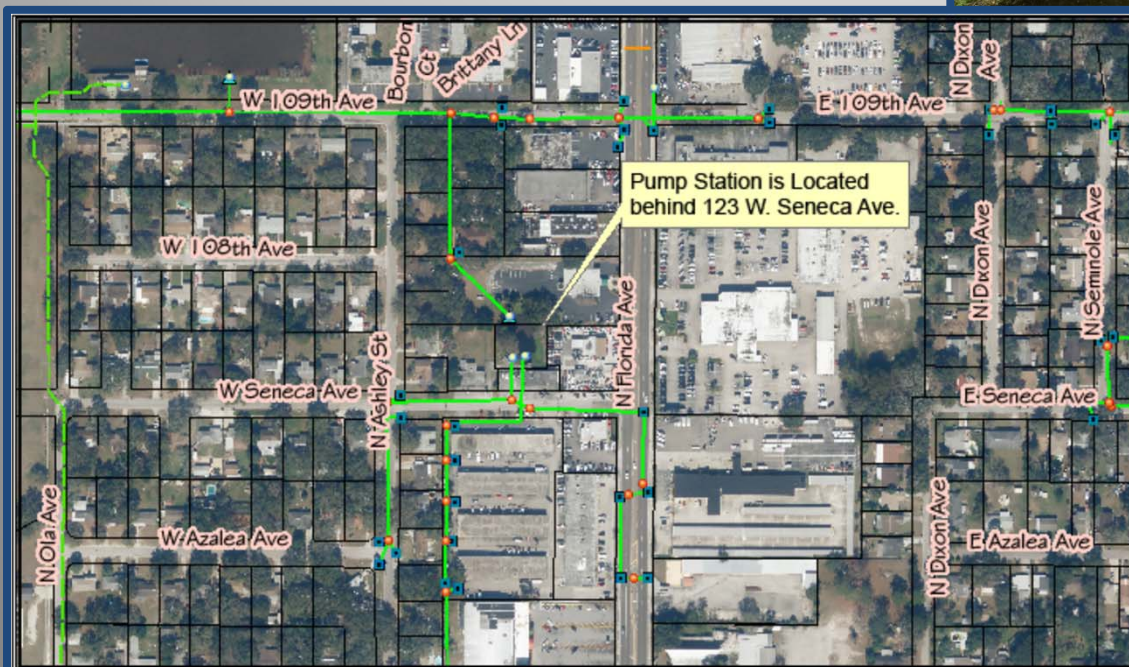 Bourbon
Ct
Brittany Ln
N Dixon
Ave
W 109th Ave
E 109th Ave
Pump Station is Located
behind 123 W. Seneca Ave.
W 108th Ave
N Dixon Ave
N Seminole Ave
N Florida Ave
N Ashley St
W Seneca Ave
E Seneca Ave
N Ola Ave
W Azalea Ave
N Dixon Ave
E Azalea Ave